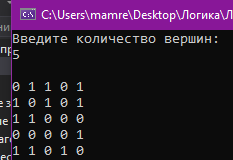 C:\Users\mamre\Desktop\Логика\Л
Введите количество вершин:
5
0 1 1 0 1
1 0 1 0 1
1 1 0 0 0
0 0 0 0 1
1 1 0 1 0